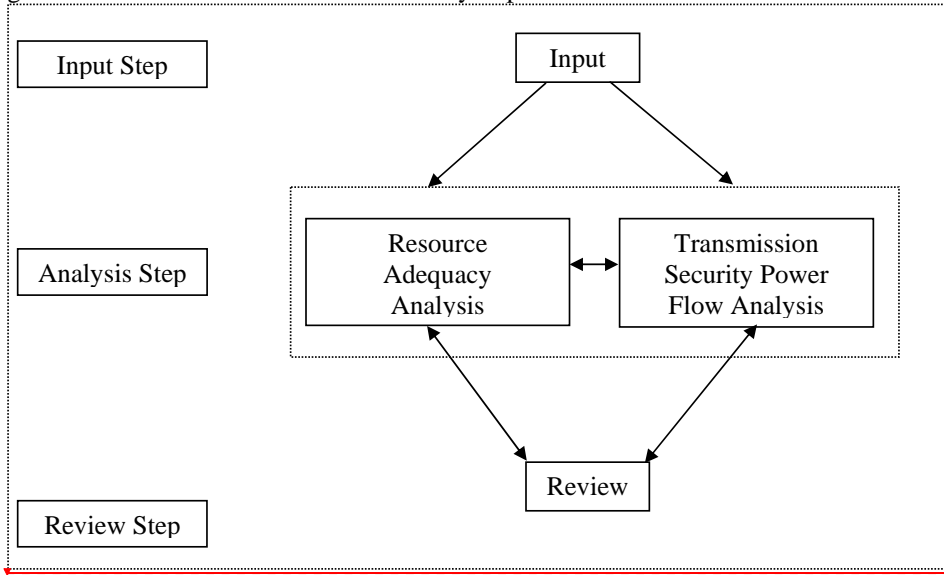 Input Step
Input
Analysis Step
Resource
Adequacy
Analysis
Transmission
Security Power
Flow Analysis
Review
Review Step